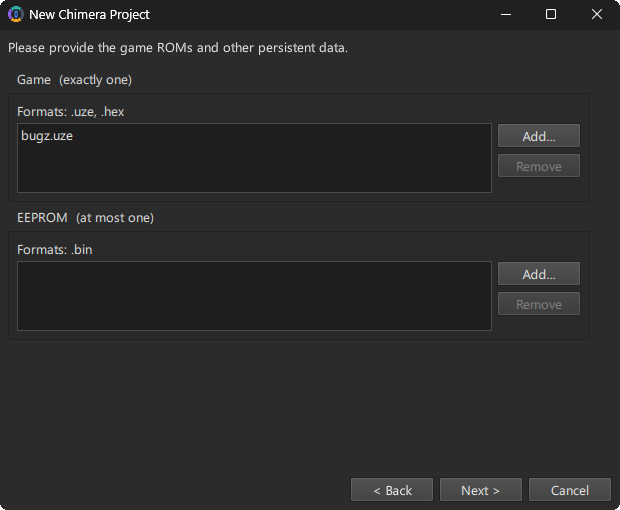 New Chimera Project
Please provide the game ROMs and other persistent data.
Game (exactly one)
Formats: .uze, .hex
bugz.uze
Add...
Remove
EEPROM (at most one)
Formats: .bin
Add...
Remove
< Back
Next >
Cancel